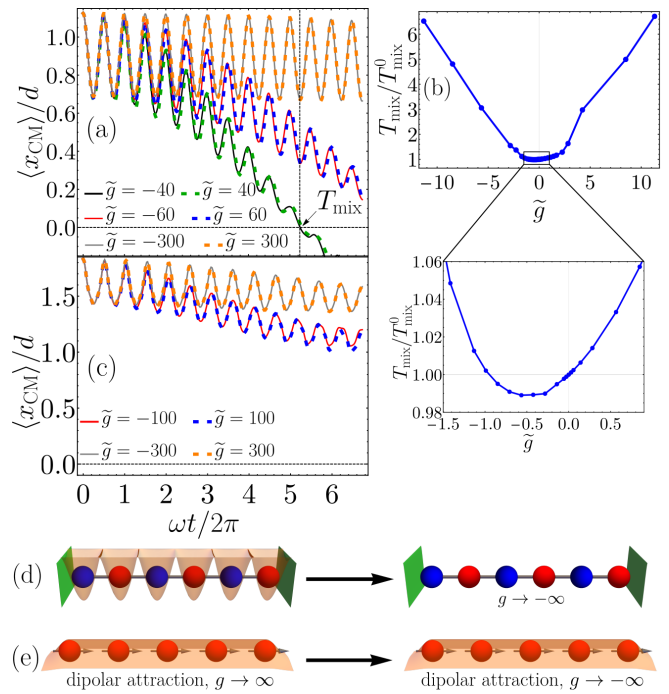 1.0
0.8
0.6
0.4
0.2
0.0
⟨x_CM⟩/d
(a)
T_mix
g̃ = −40 g̃ = 40
g̃ = −60 g̃ = 60
g̃ = −300 g̃ = 300
1.5
1.0
0.5
0.0
⟨x_CM⟩/d
(c)
g̃ = −100 g̃ = 100
g̃ = −300 g̃ = 300
0 1 2 3 4 5 6
ωt/2π
6
5
4
3
2
1
T_mix/T⁰_mix
(b)
−10 −5 0 5 10
g̃
1.06
1.04
1.02
1.00
0.98
T_mix/T⁰_mix
−1.5 −1.0 −0.5 0.0 0.5
g̃
(d)
g → −∞
(e)
dipolar attraction, g → ∞
dipolar attraction, g → −∞